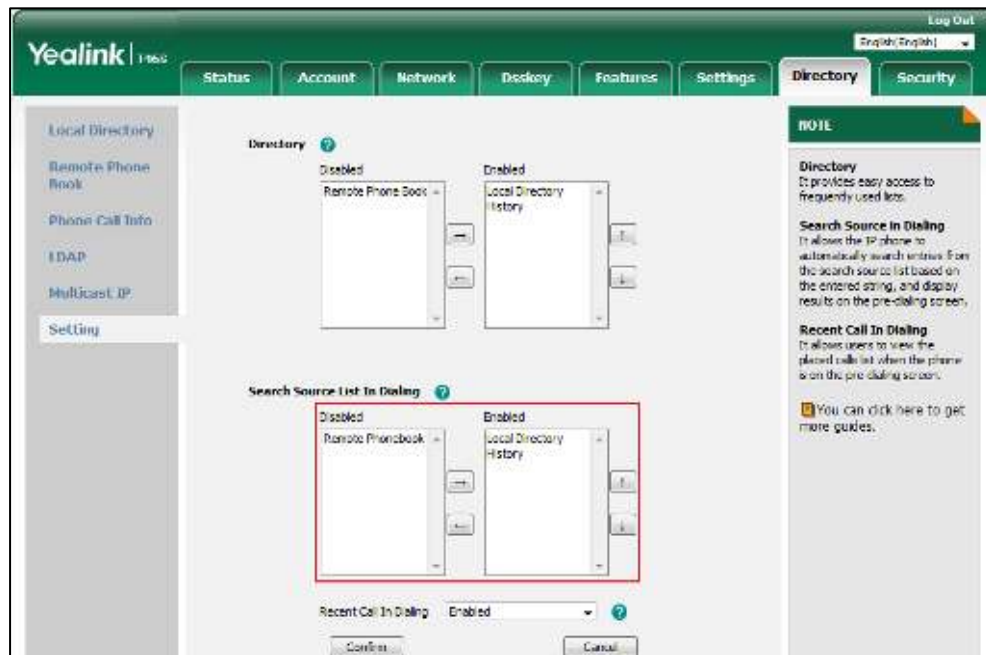 Log Out
English(English)
Yealink T46G
Status
Account
Network
Dsskey
Features
Settings
Directory
Security
Local Directory
Remote Phone
Book
Phone Call Info
LDAP
Multicast IP
Setting
Directory
Disabled
Enabled
Remote Phone Book
Local Directory
History
→
←
↑
↓
Search Source List In Dialing
Disabled
Enabled
Remote Phonebook
Local Directory
History
→
←
↑
↓
Recent Call In Dialing
Enabled
Confirm
Cancel
NOTE
Directory
It provides easy access to
frequently used lists.
Search Source in Dialing
It allows the IP phone to
automatically search entries from
the search source list based on
the entered string, and display
results on the pre-dialing screen.
Recent Call In Dialing
It allows users to view the
placed calls list when the phone
is on the pre-dialing screen.
You can click here to get
more guides.